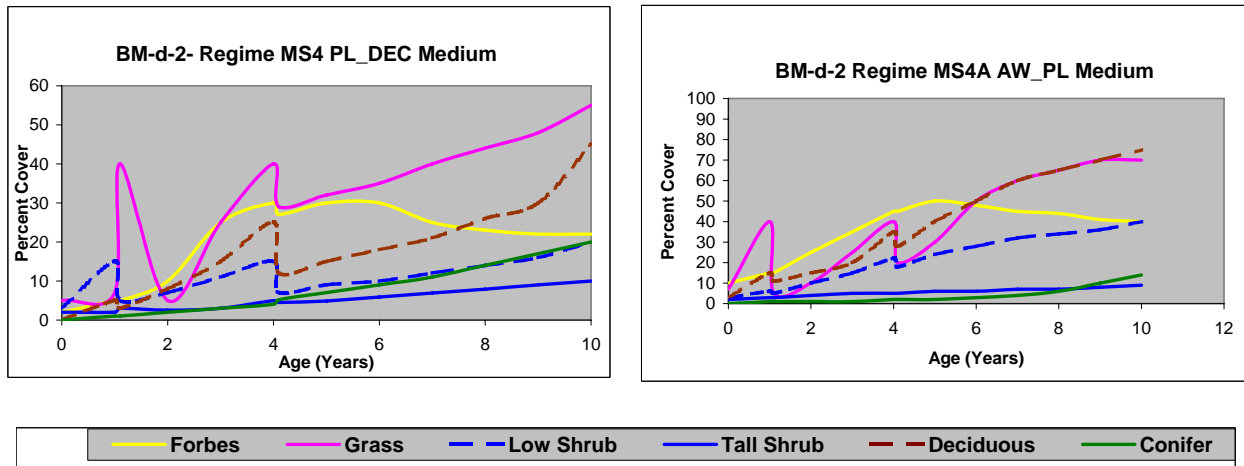 BM-d-2- Regime MS4 PL_DEC Medium
60
50
40
30
20
10
0
Percent Cover
0 2 4 6 8 10
Age (Years)
BM-d-2 Regime MS4A AW_PL Medium
100
90
80
70
60
50
40
30
20
10
0
Percent Cover
0 2 4 6 8 10 12
Age (Years)
Forbes Grass Low Shrub Tall Shrub Deciduous Conifer